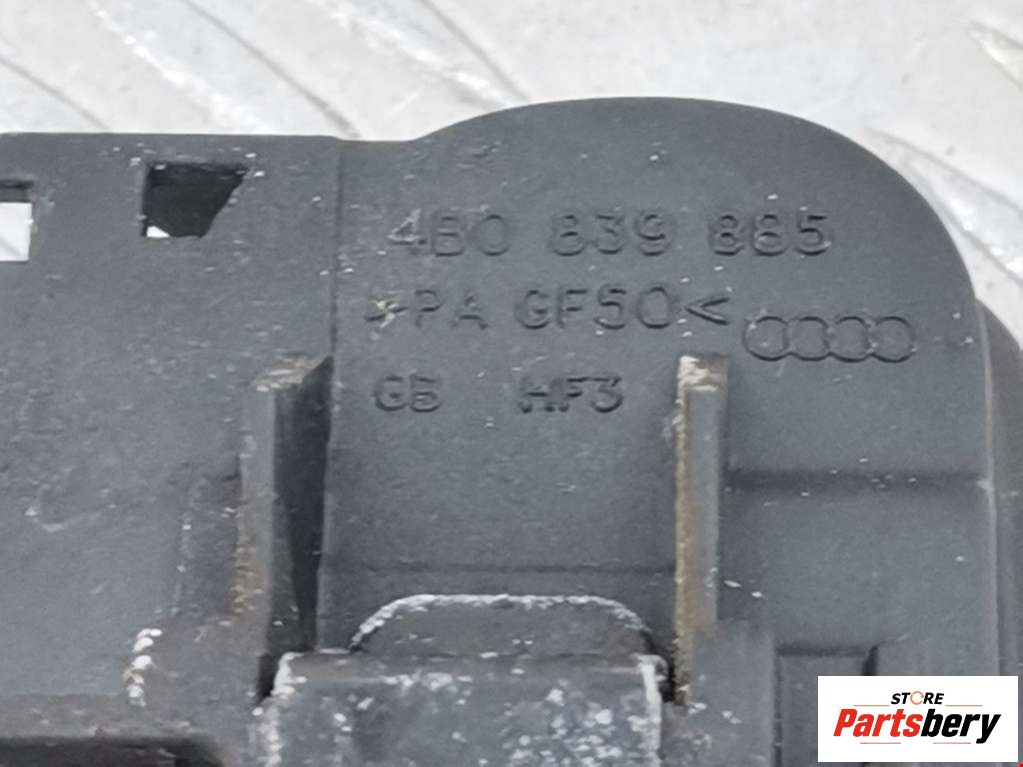 4B0 839 885
>PA GF50<
G5 HF3
STORE
Partsbery